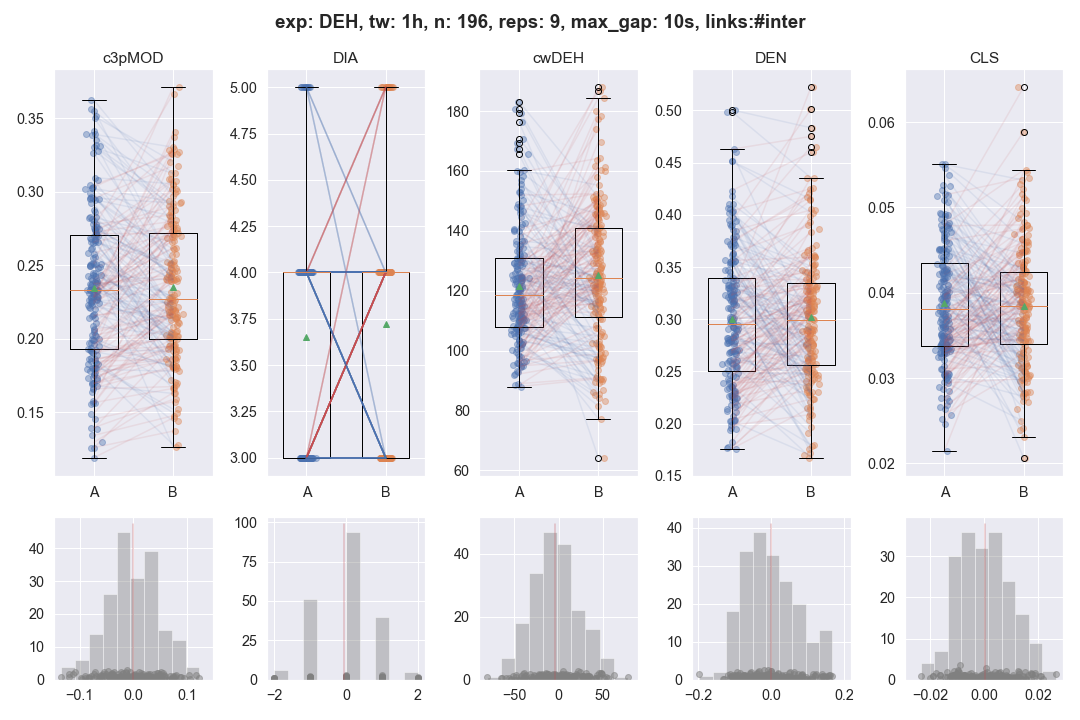 exp: DEH, tw: 1h, n: 196, reps: 9, max_gap: 10s, links:#inter
c3pMOD DIA cwDEH DEN CLS
0.35 0.30 0.25 0.20 0.15
5.00 4.75 4.50 4.25 4.00 3.75 3.50 3.25 3.00
180 160 140 120 100 80 60
0.50 0.45 0.40 0.35 0.30 0.25 0.20 0.15
0.06 0.05 0.04 0.03 0.02
A B A B A B A B A B
40 30 20 10 0
100 75 50 25 0
40 20 0
40 30 20 10 0
30 20 10 0
−0.1 0.0 0.1 −2 0 2 −50 0 50 −0.2 0.0 0.2 −0.02 0.00 0.02